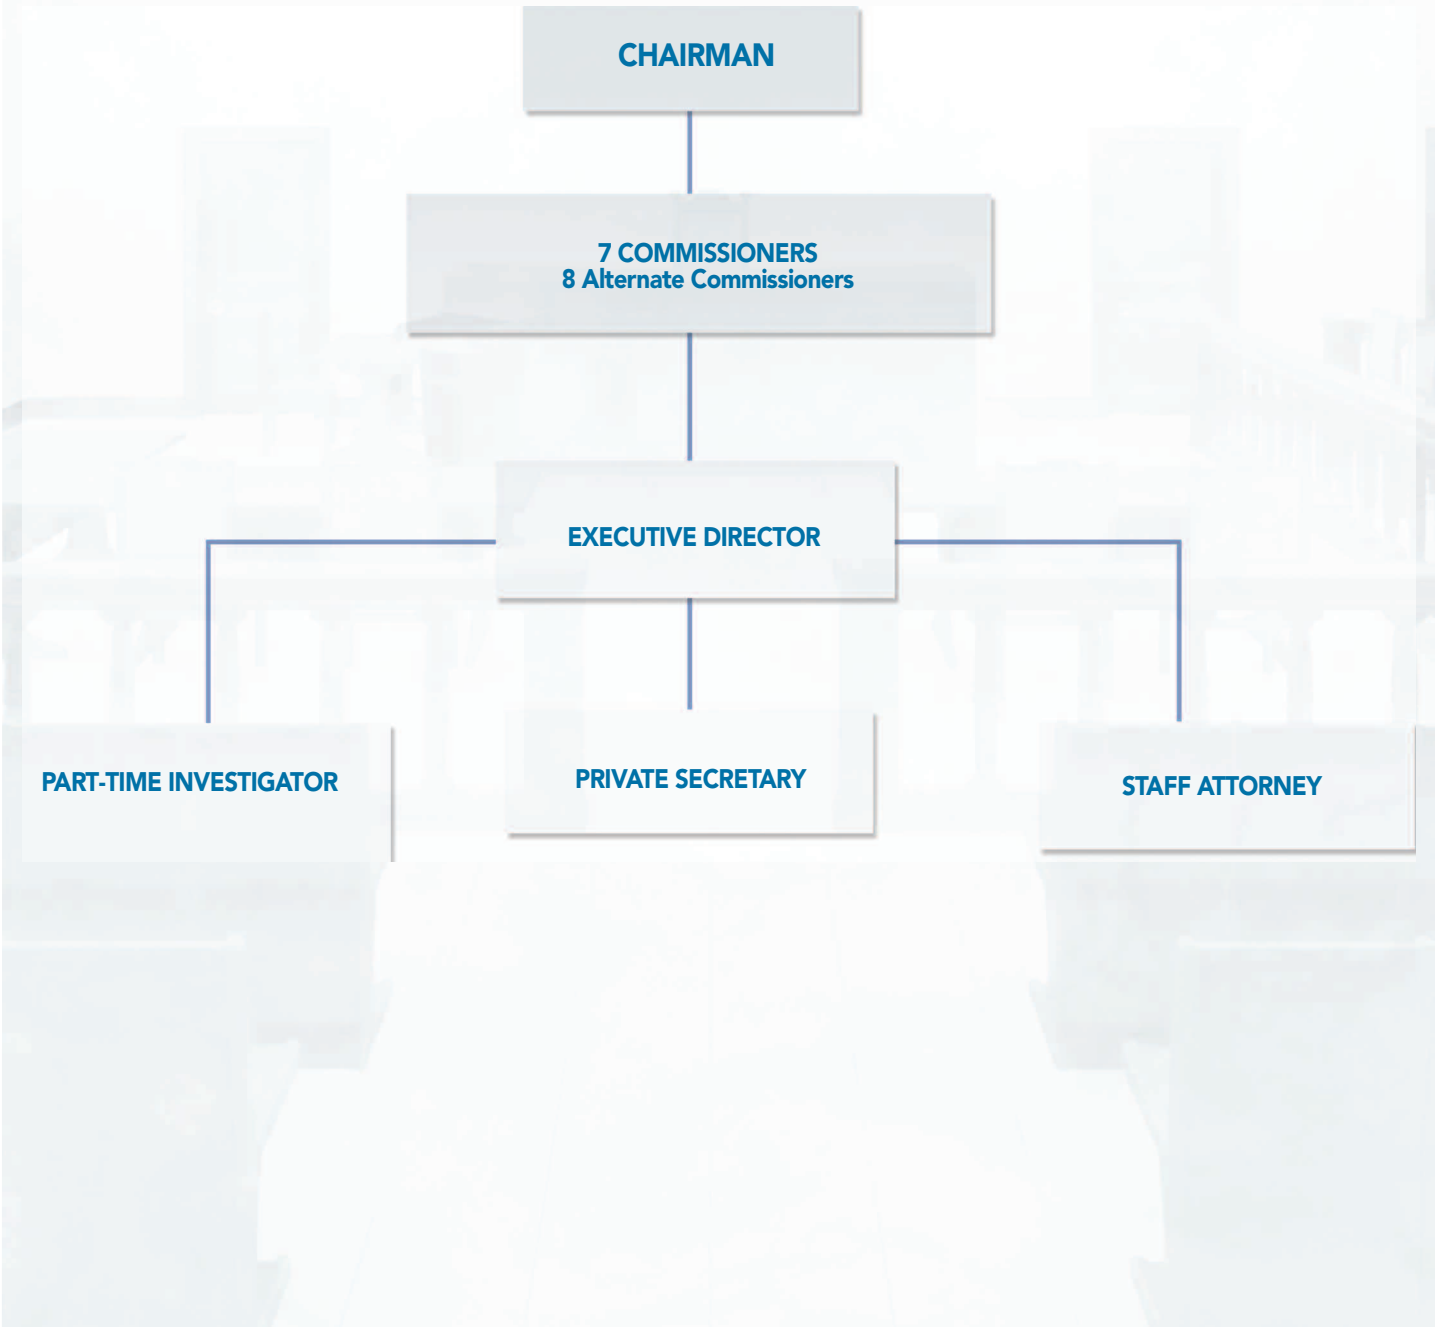 CHAIRMAN
7 COMMISSIONERS
8 Alternate Commissioners
EXECUTIVE DIRECTOR
PART-TIME INVESTIGATOR
PRIVATE SECRETARY
STAFF ATTORNEY